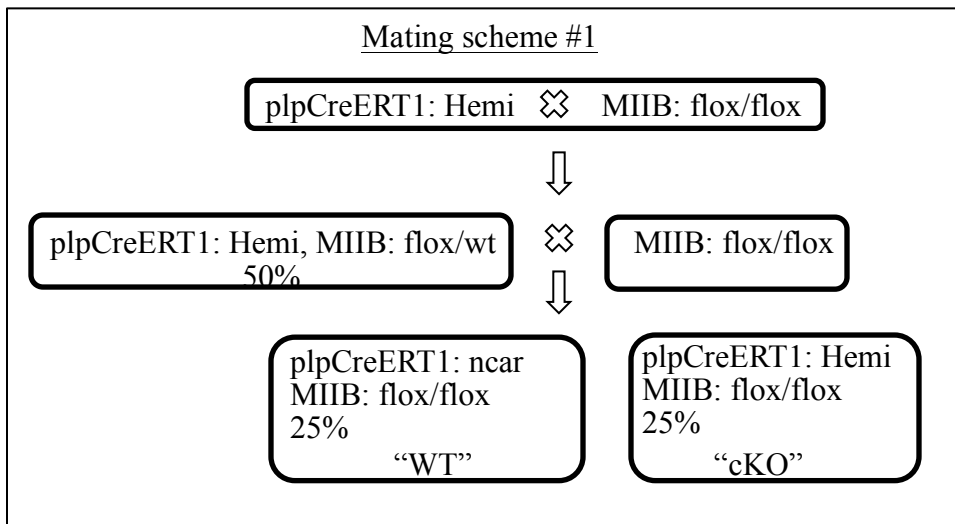 Mating scheme #1
plpCreERT1: Hemi MIIB: flox/flox
plpCreERT1: Hemi, MIIB: flox/wt
50%
MIIB: flox/flox
plpCreERT1: ncar
MIIB: flox/flox
25%
“WT”
plpCreERT1: Hemi
MIIB: flox/flox
25%
“cKO”